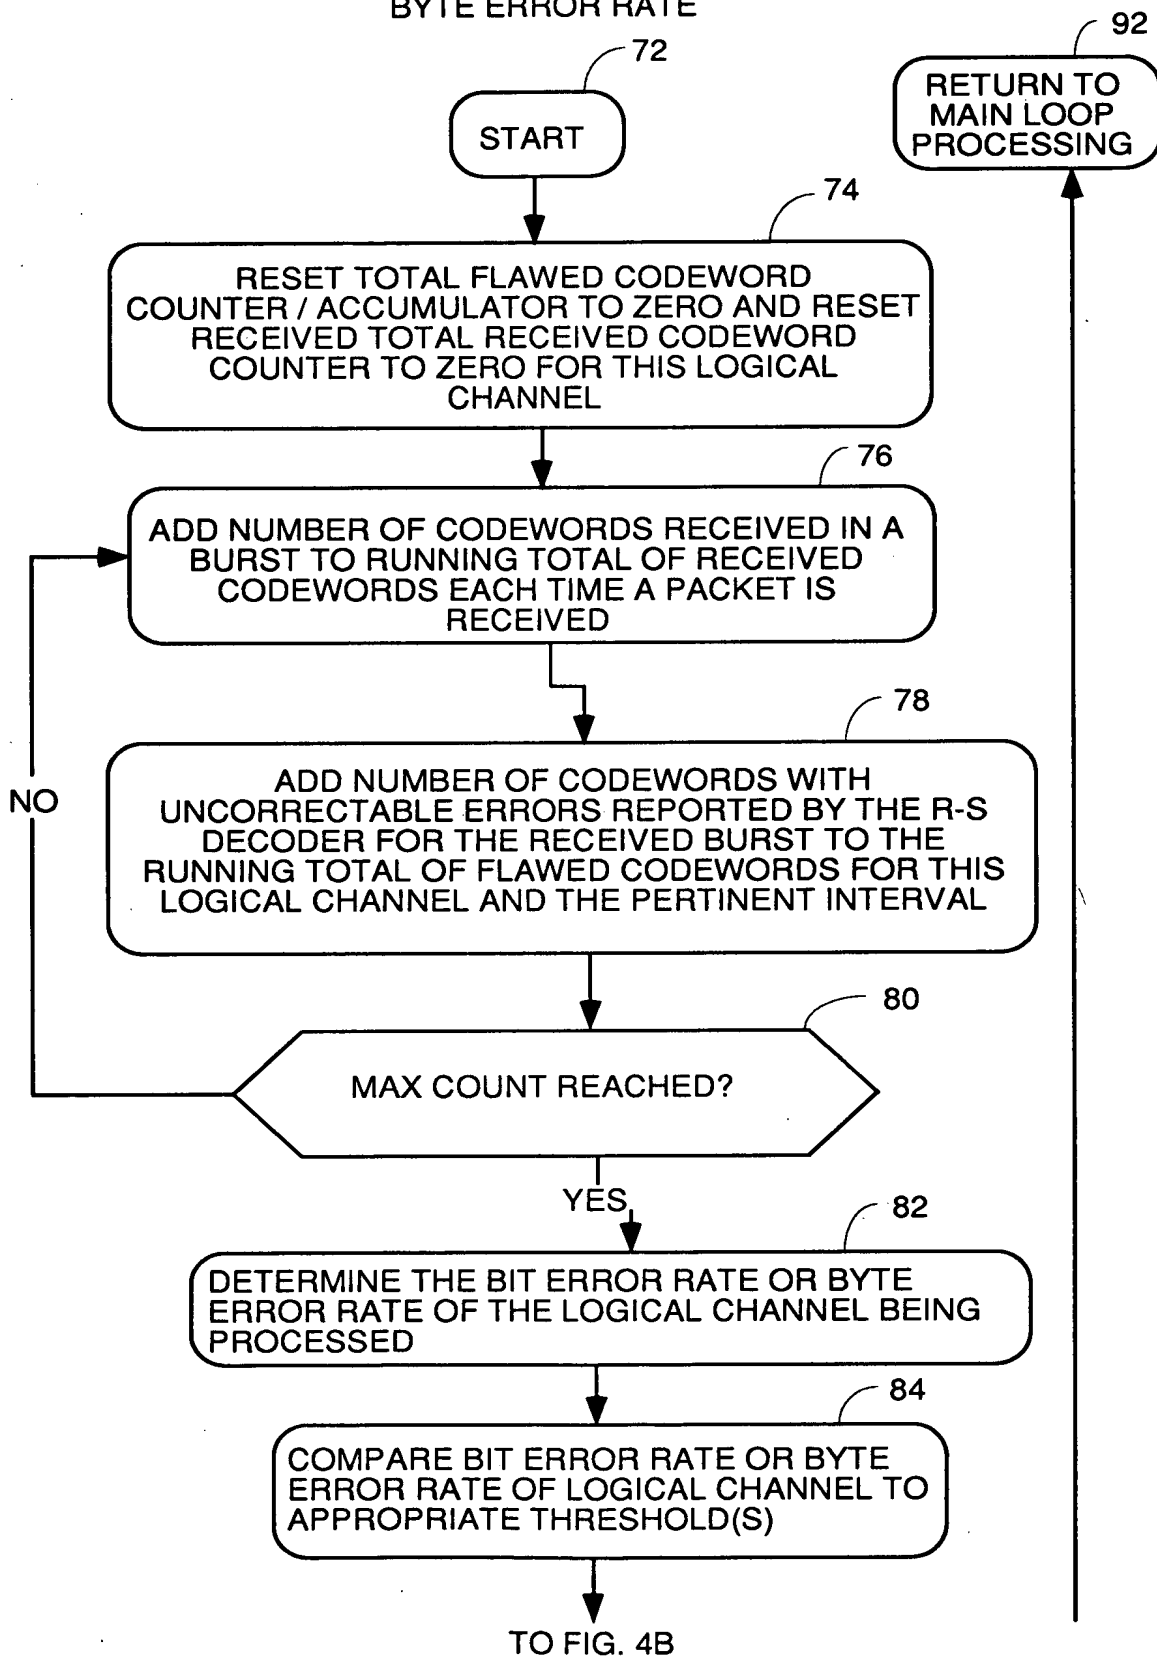 BYTE ERROR RATE
92
72
RETURN TO
MAIN LOOP
PROCESSING
START
74
RESET TOTAL FLAWED CODEWORD
COUNTER / ACCUMULATOR TO ZERO AND RESET
RECEIVED TOTAL RECEIVED CODEWORD
COUNTER TO ZERO FOR THIS LOGICAL
CHANNEL
76
ADD NUMBER OF CODEWORDS RECEIVED IN A
BURST TO RUNNING TOTAL OF RECEIVED
CODEWORDS EACH TIME A PACKET IS
RECEIVED
78
ADD NUMBER OF CODEWORDS WITH
UNCORRECTABLE ERRORS REPORTED BY THE R-S
DECODER FOR THE RECEIVED BURST TO THE
RUNNING TOTAL OF FLAWED CODEWORDS FOR THIS
LOGICAL CHANNEL AND THE PERTINENT INTERVAL
NO
80
MAX COUNT REACHED?
YES
82
DETERMINE THE BIT ERROR RATE OR BYTE
ERROR RATE OF THE LOGICAL CHANNEL BEING
PROCESSED
84
COMPARE BIT ERROR RATE OR BYTE
ERROR RATE OF LOGICAL CHANNEL TO
APPROPRIATE THRESHOLD(S)
TO FIG. 4B